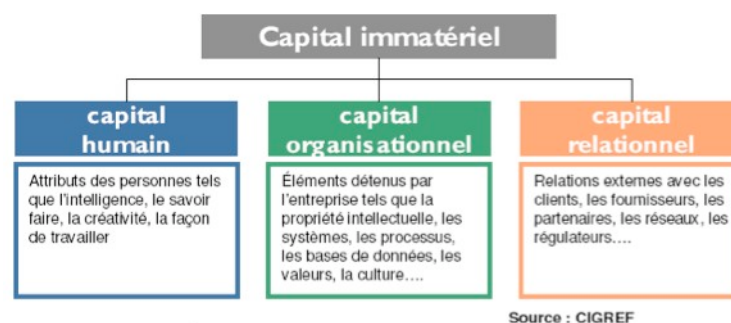 Capital immatériel
capital
humain
Attributs des personnes tels
que l'intelligence, le savoir
faire, la créativité, la façon
de travailler
capital
organisationnel
Éléments détenus par
l'entreprise tels que la
propriété intellectuelle, les
systèmes, les processus,
les bases de données, les
valeurs, la culture....
capital
relationnel
Relations externes avec les
clients, les fournisseurs, les
partenaires, les réseaux, les
régulateurs....
Source : CIGREF